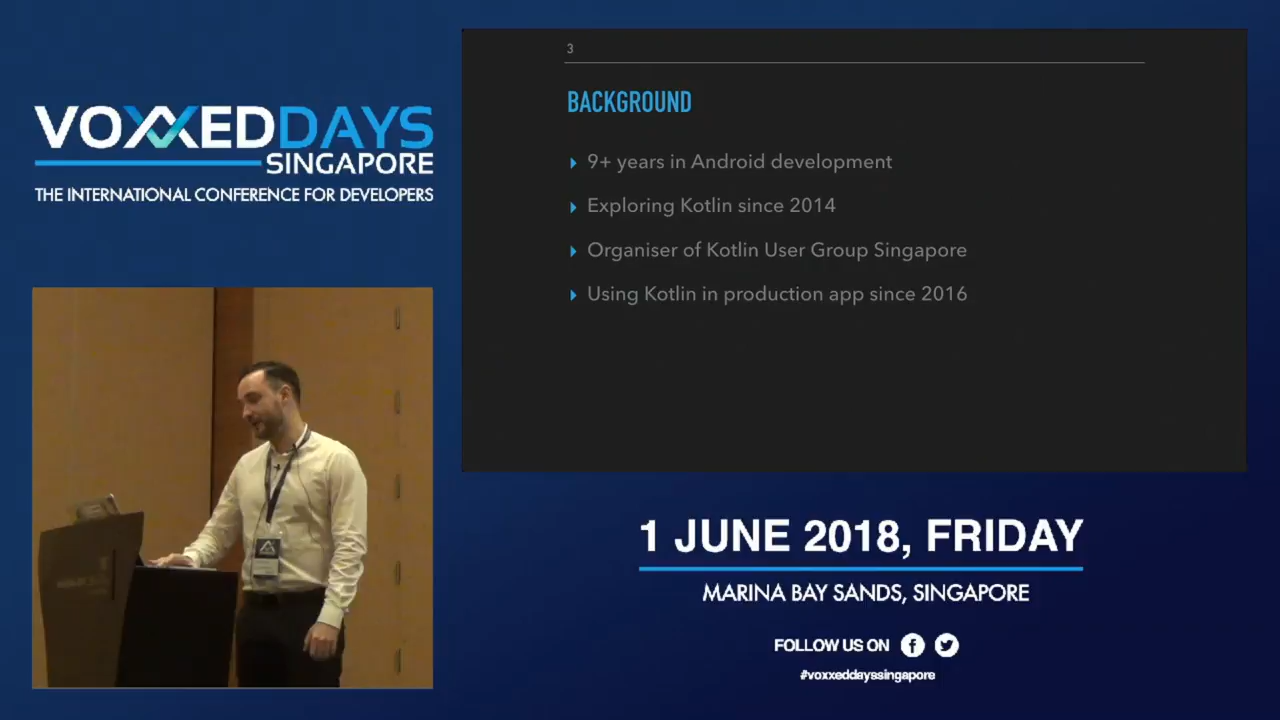 VOXXEDDAYS
SINGAPORE
THE INTERNATIONAL CONFERENCE FOR DEVELOPERS
3
BACKGROUND
9+ years in Android development
Exploring Kotlin since 2014
Organiser of Kotlin User Group Singapore
Using Kotlin in production app since 2016
1 JUNE 2018, FRIDAY
MARINA BAY SANDS, SINGAPORE
FOLLOW US ON
#voxxeddayssingapore